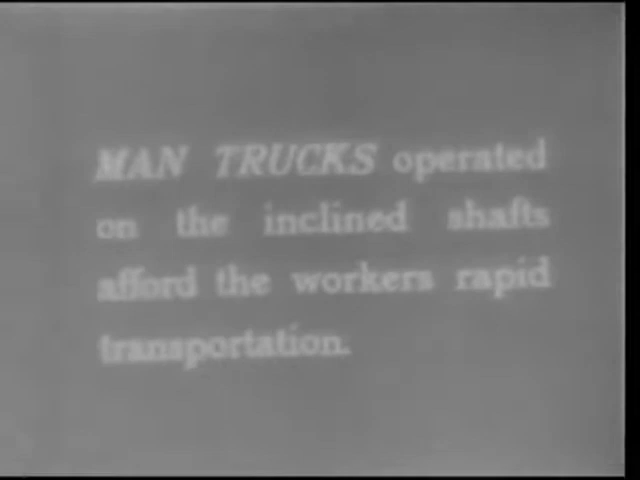 MAN TRUCKS operated
on the inclined shafts
afford the workers rapid
transportation.